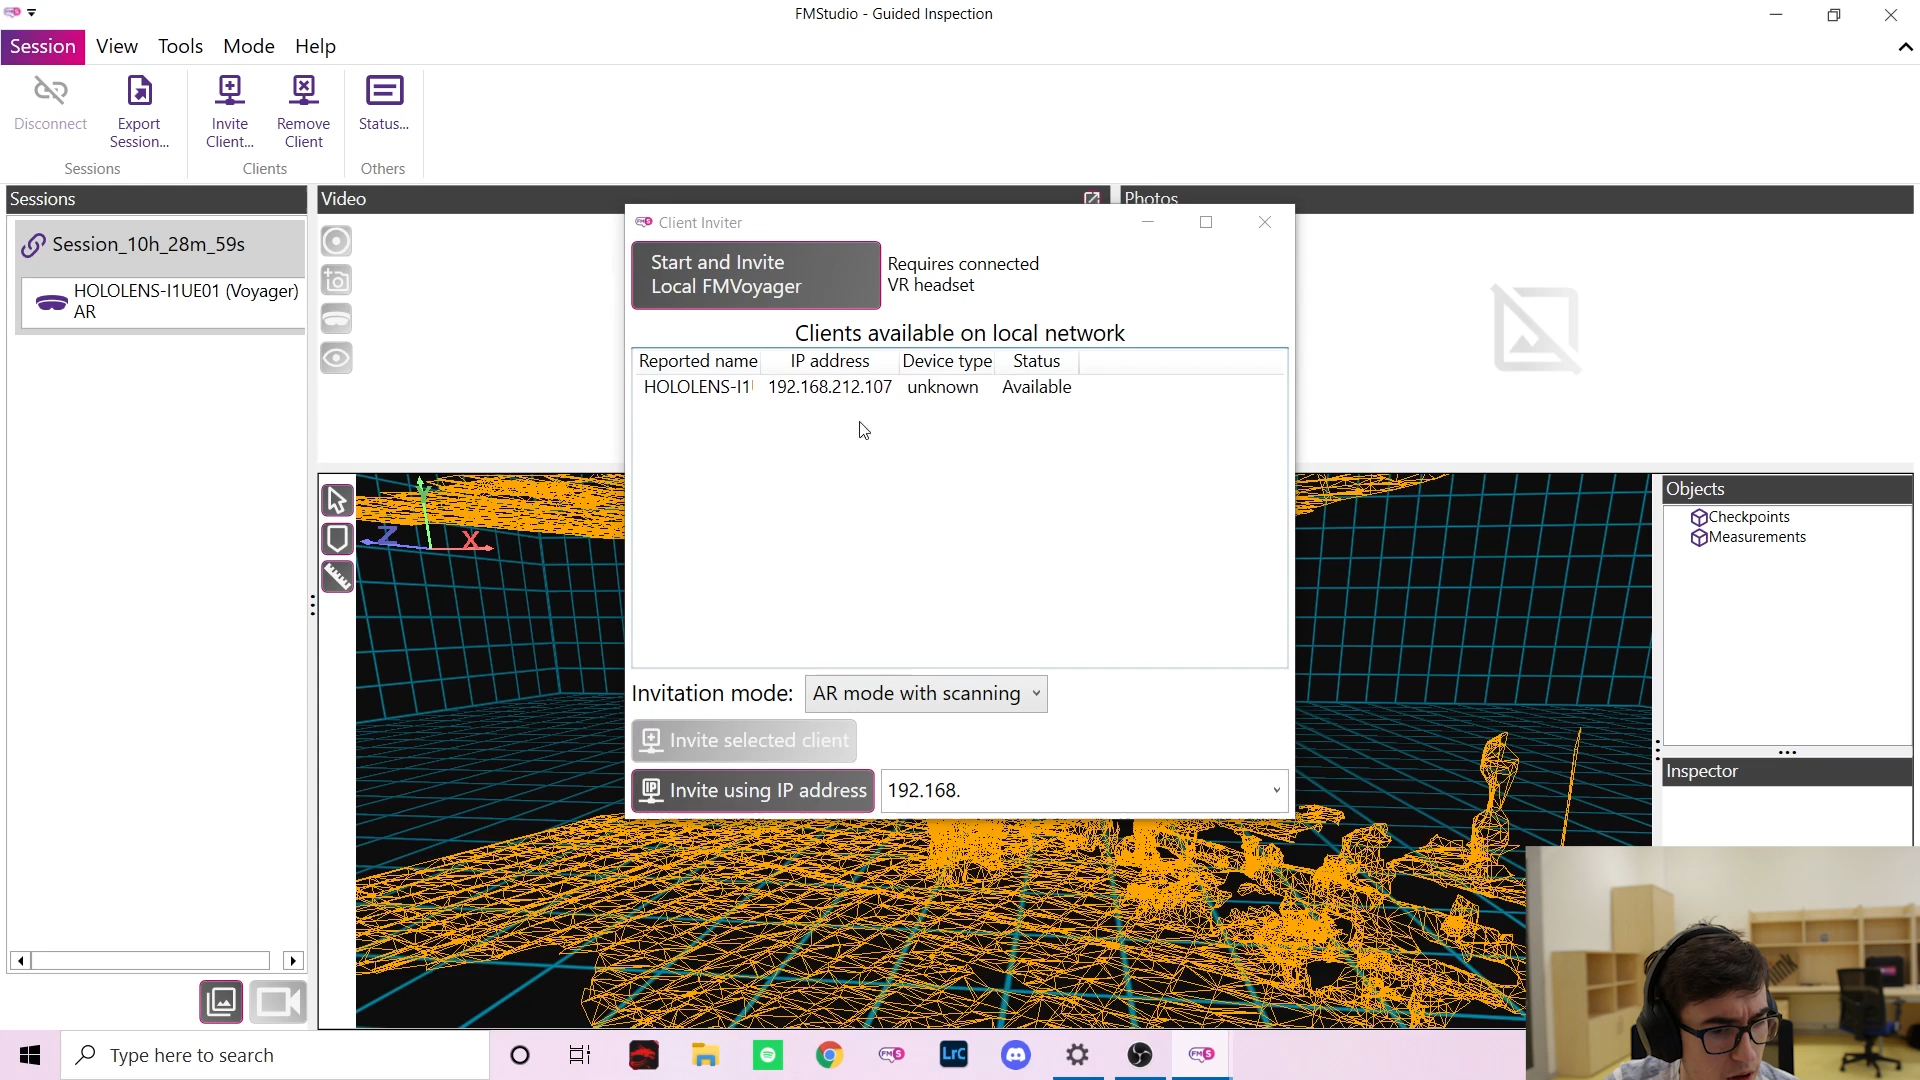 FMStudio - Guided Inspection
Session View Tools Mode Help
Disconnect
Export
Session...
Invite
Client...
Remove
Client
Status...
Sessions
Clients
Others
Sessions
Session_10h_28m_59s
HOLOLENS-I1UE01 (Voyager)
AR
Video
Photos
Client Inviter
Start and Invite
Local FMVoyager
Requires connected
VR headset
Clients available on local network
Reported name IP address Device type Status
HOLOLENS-I1 192.168.212.107 unknown Available
Invitation mode: AR mode with scanning
Invite selected client
IP Invite using IP address 192.168.
Y
Z
X
Objects
Checkpoints
Measurements
Inspector
Type here to search
FMS
LrC
FMS